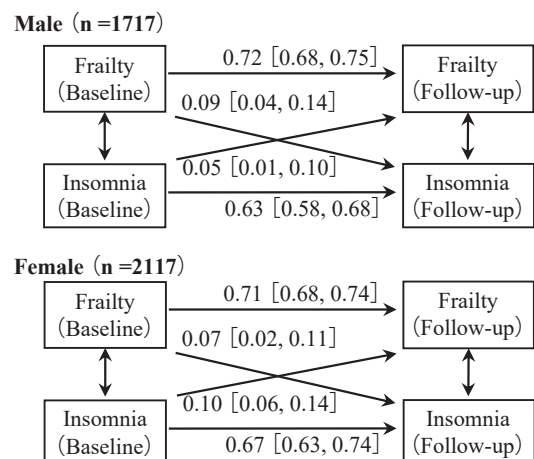 Male（n =1717)
Frailty
（Baseline）
0.72［0.68, 0.75］
Frailty
（Follow-up）
0.09［0.04, 0.14］
Insomnia
（Baseline）
0.05［0.01, 0.10］
Insomnia
（Follow-up）
0.63［0.58, 0.68］
Female（n =2117)
Frailty
（Baseline）
0.71［0.68, 0.74］
Frailty
（Follow-up）
0.07［0.02, 0.11］
Insomnia
（Baseline）
0.10［0.06, 0.14］
Insomnia
（Follow-up）
0.67［0.63, 0.74］